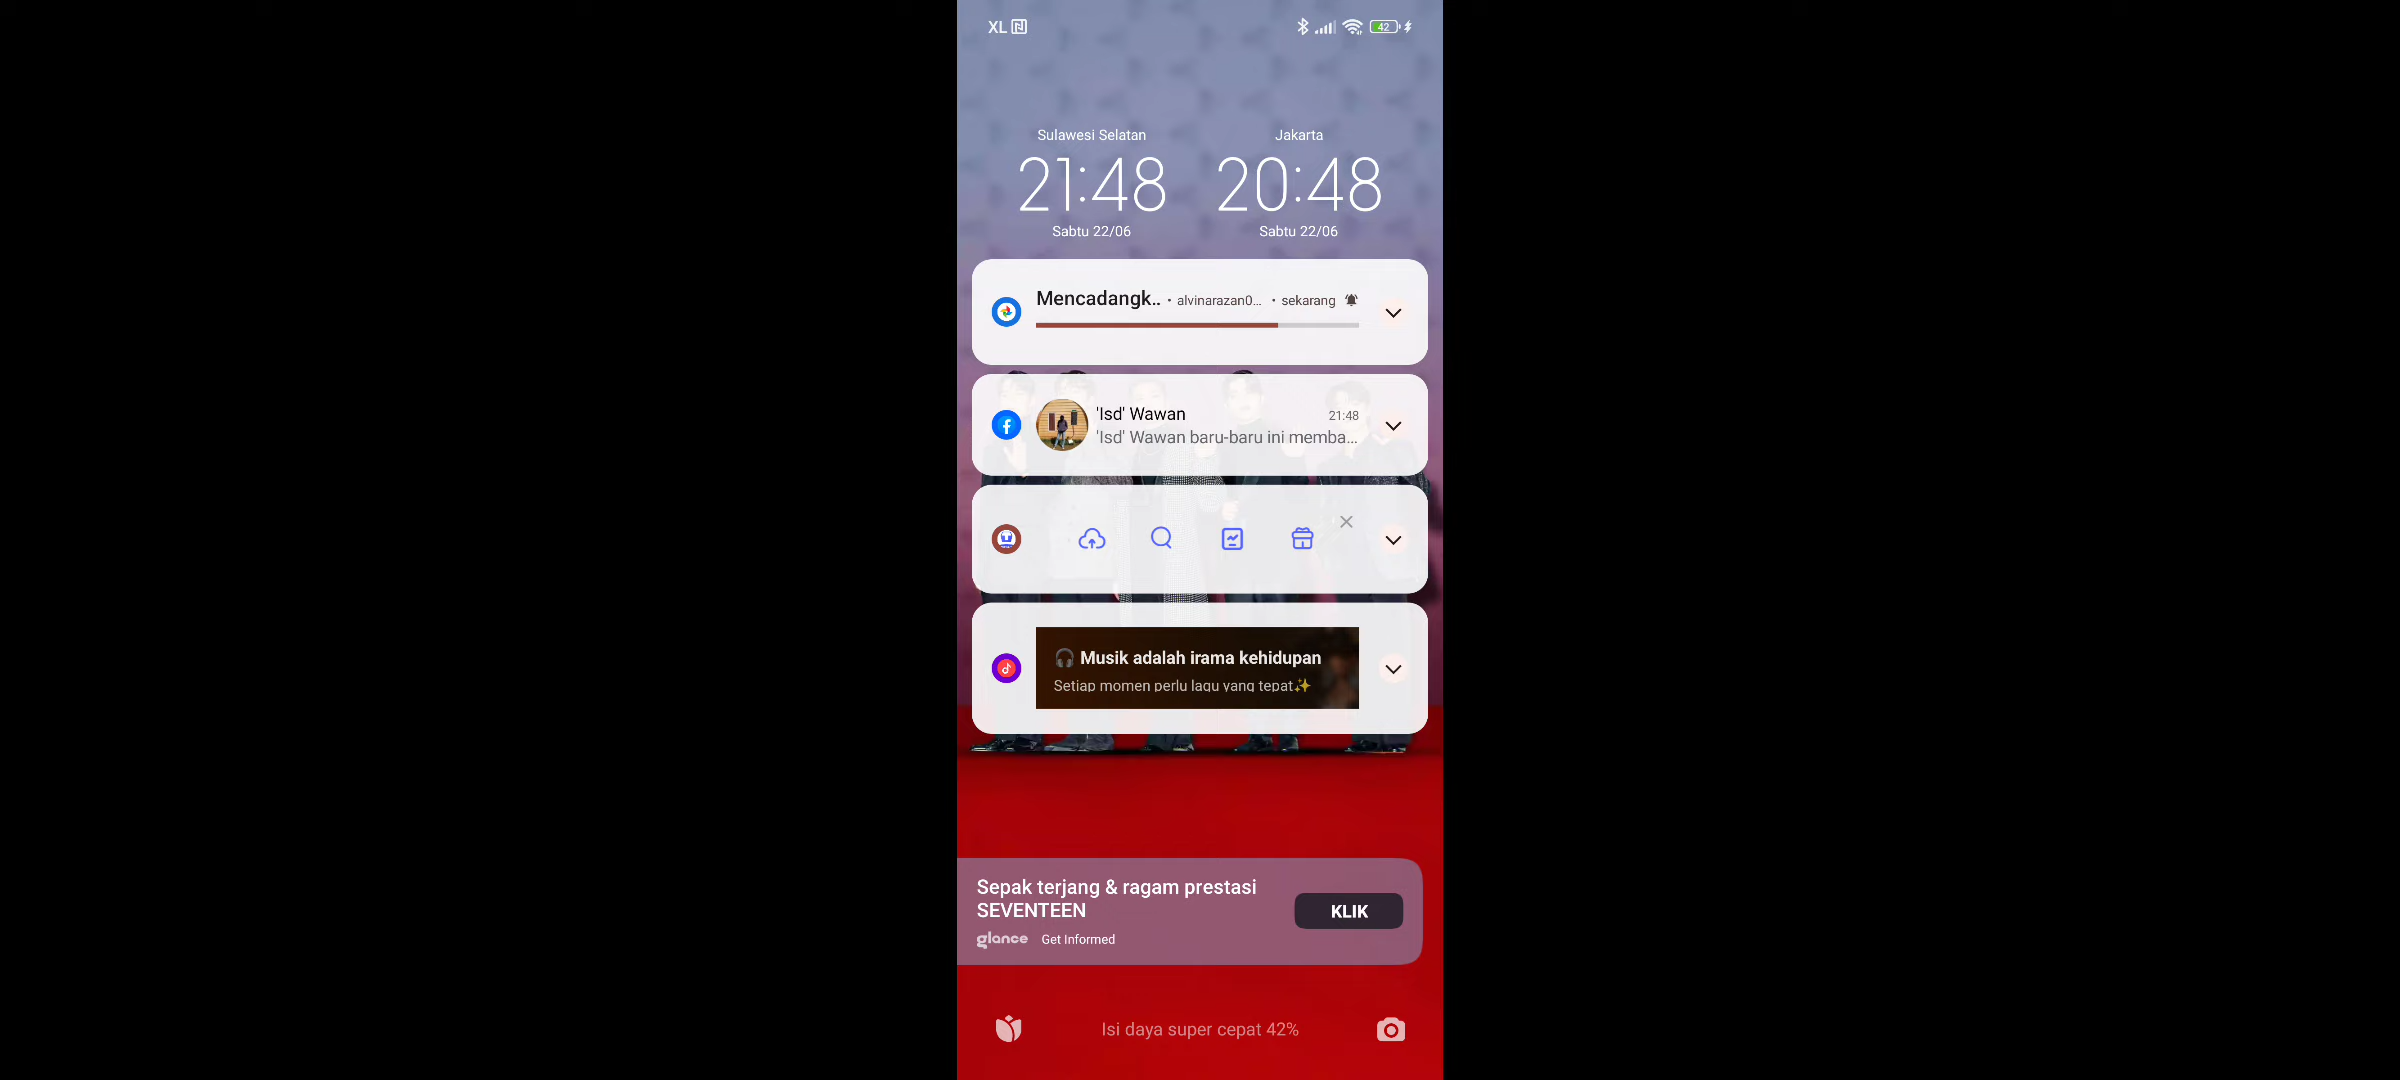 XL
42
Sulawesi Selatan
21:48
Sabtu 22/06
Jakarta
20:48
Sabtu 22/06
Mencadangk.. • alvinarazan0... • sekarang
'Isd' Wawan 21:48
'Isd' Wawan baru-baru ini memba...
🎧 Musik adalah irama kehidupan
Setiap momen perlu lagu yang tepat✨
Sepak terjang & ragam prestasi
SEVENTEEN
KLIK
glance Get Informed
Isi daya super cepat 42%